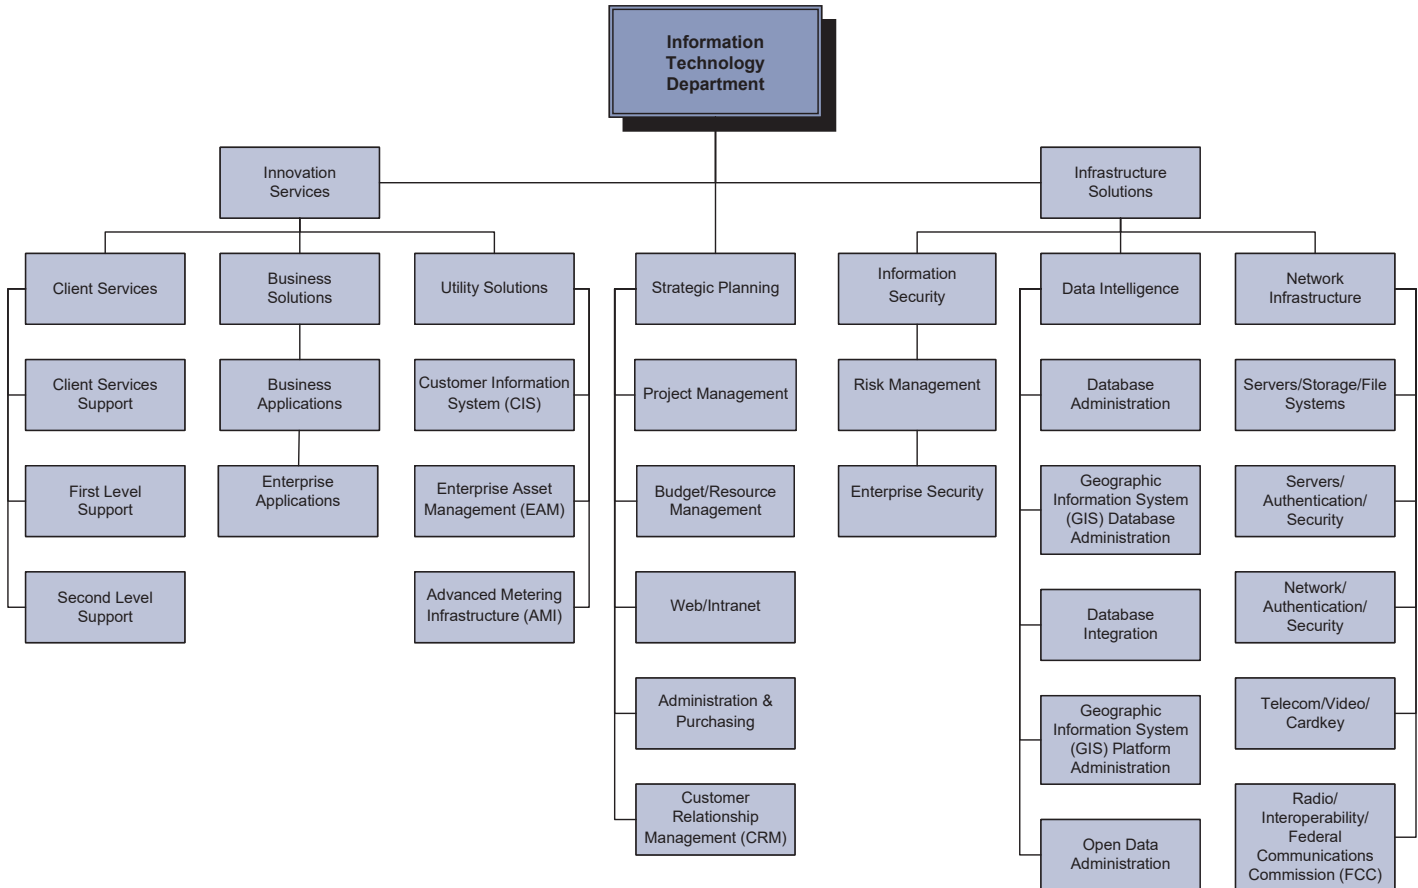 Information
Technology
Department
Innovation
Services
Infrastructure
Solutions
Client Services
Business
Solutions
Utility Solutions
Strategic Planning
Information
Security
Data Intelligence
Network
Infrastructure
Client Services
Support
Business
Applications
Customer Information
System (CIS)
Project Management
Risk Management
Database
Administration
Servers/Storage/File
Systems
First Level
Support
Enterprise
Applications
Enterprise Asset
Management (EAM)
Budget/Resource
Management
Enterprise Security
Geographic
Information System
(GIS) Database
Administration
Servers/
Authentication/
Security
Second Level
Support
Advanced Metering
Infrastructure (AMI)
Web/Intranet
Database
Integration
Network/
Authentication/
Security
Administration &
Purchasing
Geographic
Information System
(GIS) Platform
Administration
Telecom/Video/
Cardkey
Customer
Relationship
Management (CRM)
Open Data
Administration
Radio/
Interoperability/
Federal
Communications
Commission (FCC)